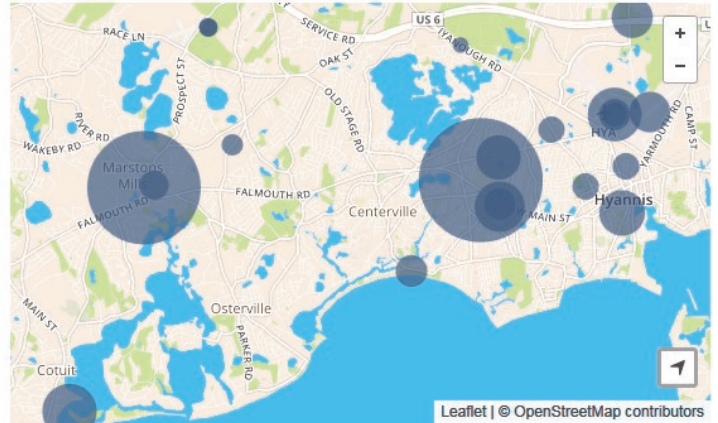 RACE LN
SERVICE RD
US 6
IYANOUGH RD
OAK ST
PROSPECT ST
OLD STAGE RD
RIVER RD
WAKEBY RD
HYA
YARMOUTH RD
CAMP ST
Marstons
Mills
FALMOUTH RD
FALMOUTH RD
Centerville
MAIN ST
Hyannis
MAIN ST
Osterville
PARKER RD
Cotuit
+
−
Leaflet | © OpenStreetMap contributors